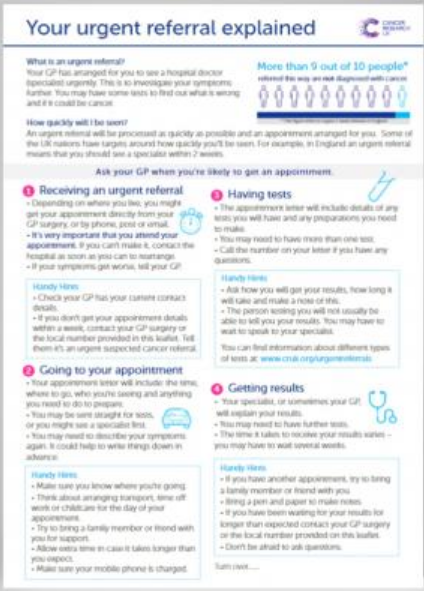 Your urgent referral explained
CANCER
RESEARCH
UK
What is an urgent referral?
Your GP has arranged for you to see a hospital doctor
(specialist) urgently. This is to investigate your symptoms
further. You may have some tests to find out what is wrong
and if it could be cancer.
More than 9 out of 10 people*
referred this way are not diagnosed with cancer
How quickly will I be seen?
An urgent referral will be processed as quickly as possible and an appointment arranged for you. Some of
the UK nations have targets around how quickly you'll be seen. For example, in England an urgent referral
means that you should see a specialist within 2 weeks.
Ask your GP when you're likely to get an appointment.
1 Receiving an urgent referral
• Depending on where you live, you might
get your appointment directly from your
GP surgery, or by phone, post or email.
• It's very important that you attend your
appointment. If you can't make it, contact the
hospital as soon as you can to rearrange.
• If your symptoms get worse, tell your GP.
Handy Hints
• Check your GP has your current contact
details.
• If you don't get your appointment details
within a week, contact your GP surgery or
the local number provided in this leaflet. Tell
them it's an urgent suspected cancer referral.
2 Going to your appointment
• Your appointment letter will include: the time,
where to go, who you're seeing and anything
you need to do to prepare.
• You may be sent straight for tests,
or you might see a specialist first.
• You may need to describe your symptoms
again. It could help to write things down in
advance.
Handy Hints
• Make sure you know where you're going.
• Think about arranging transport, time off
work or childcare for the day of your
appointment.
• Try to bring a family member or friend with
you for support.
• Allow extra time in case it takes longer than
you expect.
• Make sure your mobile phone is charged.
3 Having tests
• The appointment letter will include details of any
tests you will have and any preparations you need
to make.
• You may need to have more than one test.
• Call the number on your letter if you have any
questions.
Handy Hints
• Ask how you will get your results, how long it
will take and make a note of this.
• The person testing you will not usually be
able to tell you your results. You may have to
wait to speak to your specialist.
You can find information about different types
of tests at: www.cruk.org/urgentreferrals
4 Getting results
• Your specialist, or sometimes your GP,
will explain your results.
• You may need to have further tests.
• The time it takes to receive your results varies –
you may have to wait several weeks.
Handy Hints
• If you have another appointment, try to bring
a family member or friend with you.
• Bring a pen and paper to make notes.
• If you have been waiting for your results for
longer than expected contact your GP surgery
or the local number provided on this leaflet.
• Don't be afraid to ask questions.
Turn over.....